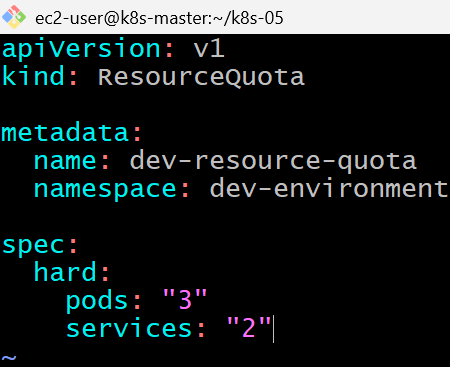 ec2-user@k8s-master:~/k8s-05
apiVersion: v1
kind: ResourceQuota

metadata:
  name: dev-resource-quota
  namespace: dev-environment

spec:
  hard:
    pods: "3"
    services: "2"
~